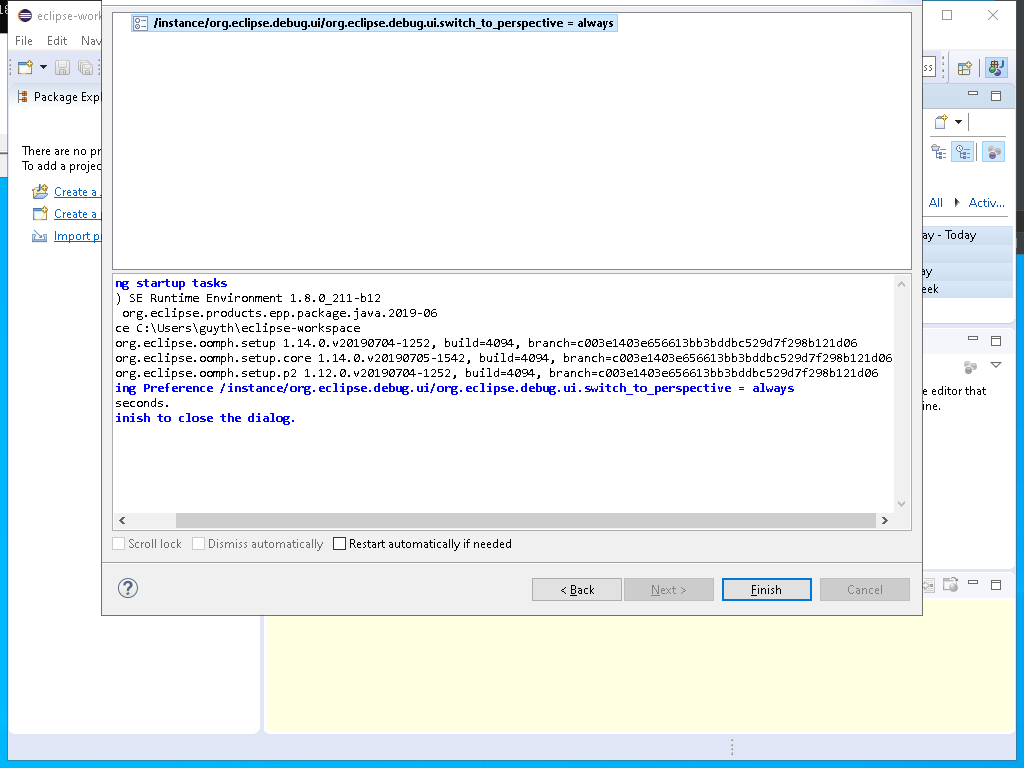 eclipse-work
File Edit Nav
/instance/org.eclipse.debug.ui/org.eclipse.debug.ui.switch_to_perspective = always
ss
Package Expl
There are no pr
To add a projec
Create a
Create a
Import p
All Activ...
ay - Today
ay
eek
ng startup tasks
) SE Runtime Environment 1.8.0_211-b12
org.eclipse.products.epp.package.java.2019-06
ce C:\Users\guyth\eclipse-workspace
org.eclipse.oomph.setup 1.14.0.v20190704-1252, build=4094, branch=c003e1403e656613bb3bddbc529d7f298b121d06
org.eclipse.oomph.setup.core 1.14.0.v20190705-1542, build=4094, branch=c003e1403e656613bb3bddbc529d7f298b121d06
org.eclipse.oomph.setup.p2 1.12.0.v20190704-1252, build=4094, branch=c003e1403e656613bb3bddbc529d7f298b121d06
ing Preference /instance/org.eclipse.debug.ui/org.eclipse.debug.ui.switch_to_perspective = always
seconds.
inish to close the dialog.
e editor that
ine.
Scroll lock Dismiss automatically Restart automatically if needed
? < Back Next > Finish Cancel